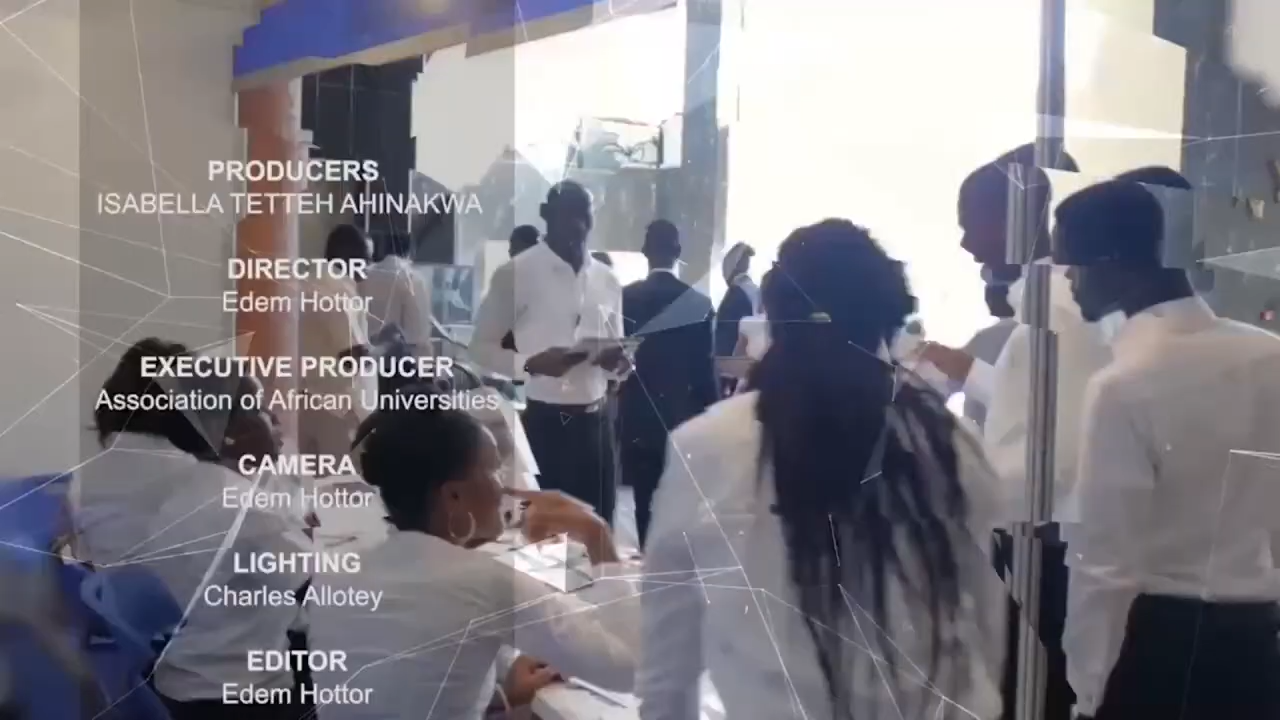 PRODUCERS
ISABELLA TETTEH AHINAKWA
DIRECTOR
Edem Hottor
EXECUTIVE PRODUCER
Association of African Universities
CAMERA
Edem Hottor
LIGHTING
Charles Allotey
EDITOR
Edem Hottor